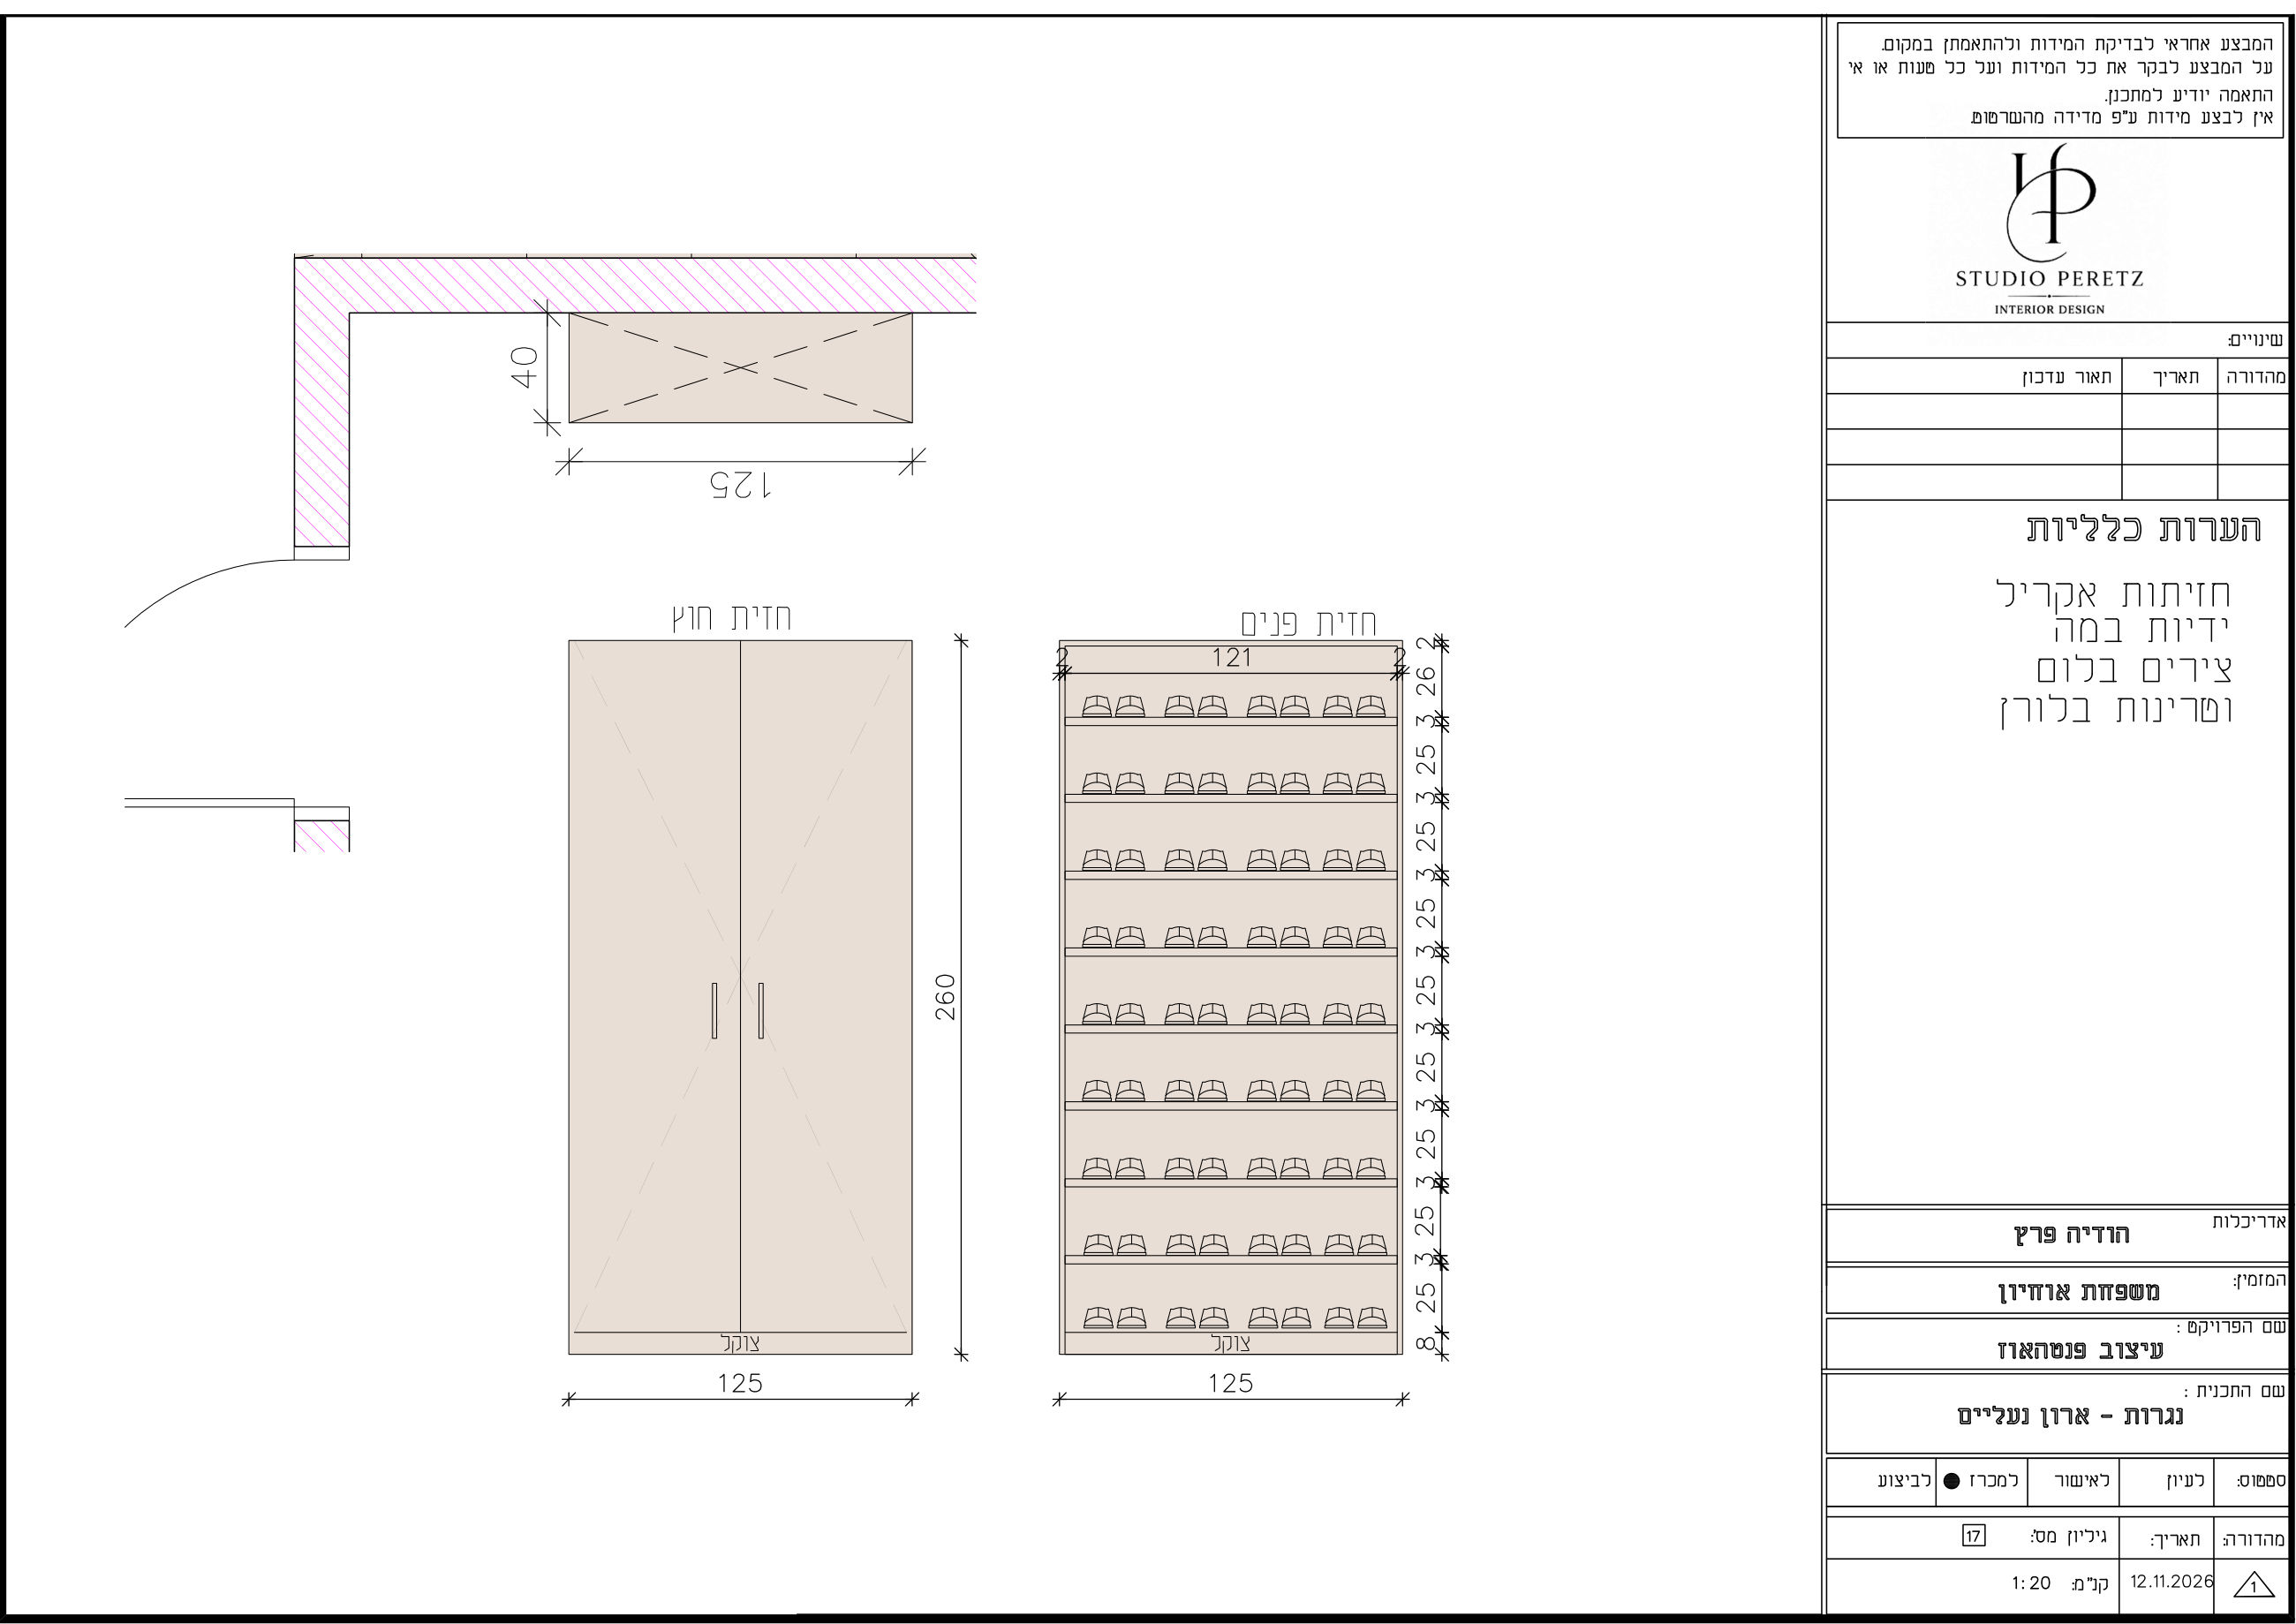 המבצע אחראי לבדיקת המידות ולהתאמתן במקום.
על המבצע לבקר את כל המידות ועל כל טעות או אי
התאמה יודיע למתכנן.
אין לבצע מידות ע"פ מדידה מהשרטוט.
STUDIO PERETZ
INTERIOR DESIGN
שינויים:
מהדורה תאריך תאור עדכון
הערות כלליות
חזיתות אקריל
ידיות במה
צירים בלום
וטרינות בלורן
אדריכלות
הודיה פרץ
המזמין:
משפחת אוחיון
שם הפרויקט :
עיצוב פנטהאוז
שם התכנית :
נגרות - ארון נעליים
סטטוס: לעיון לאישור למכרז לביצוע
מהדורה: תאריך: גיליון מס': 17
1 12.11.2026 קנ"מ: 1:20
40
125
חזית חוץ
260
צוקל
125
חזית פנים
2 121 2
2
26
3
25
3
25
3
25
3
25
3
25
3
25
3
25
3
25
8
צוקל
125